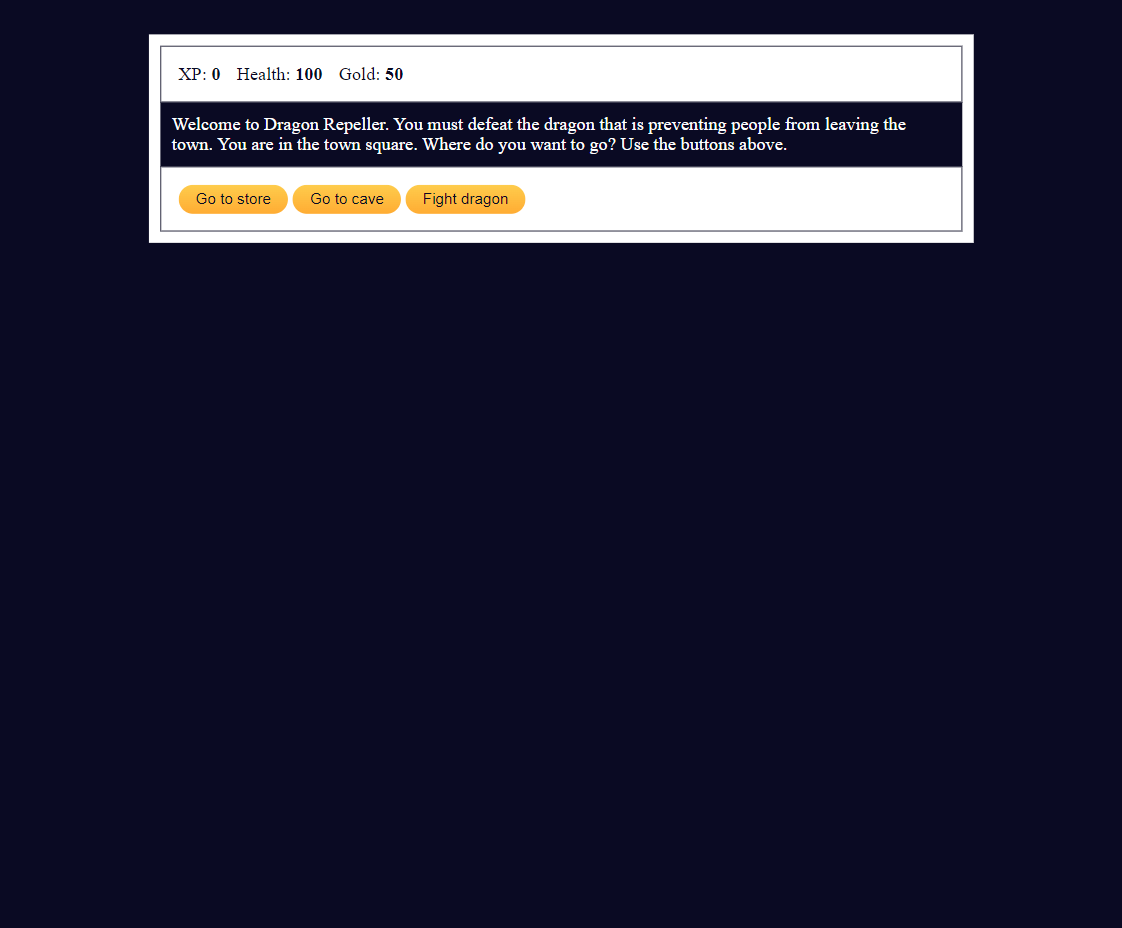 XP: 0 Health: 100 Gold: 50
Welcome to Dragon Repeller. You must defeat the dragon that is preventing people from leaving the
town. You are in the town square. Where do you want to go? Use the buttons above.
Go to store Go to cave Fight dragon